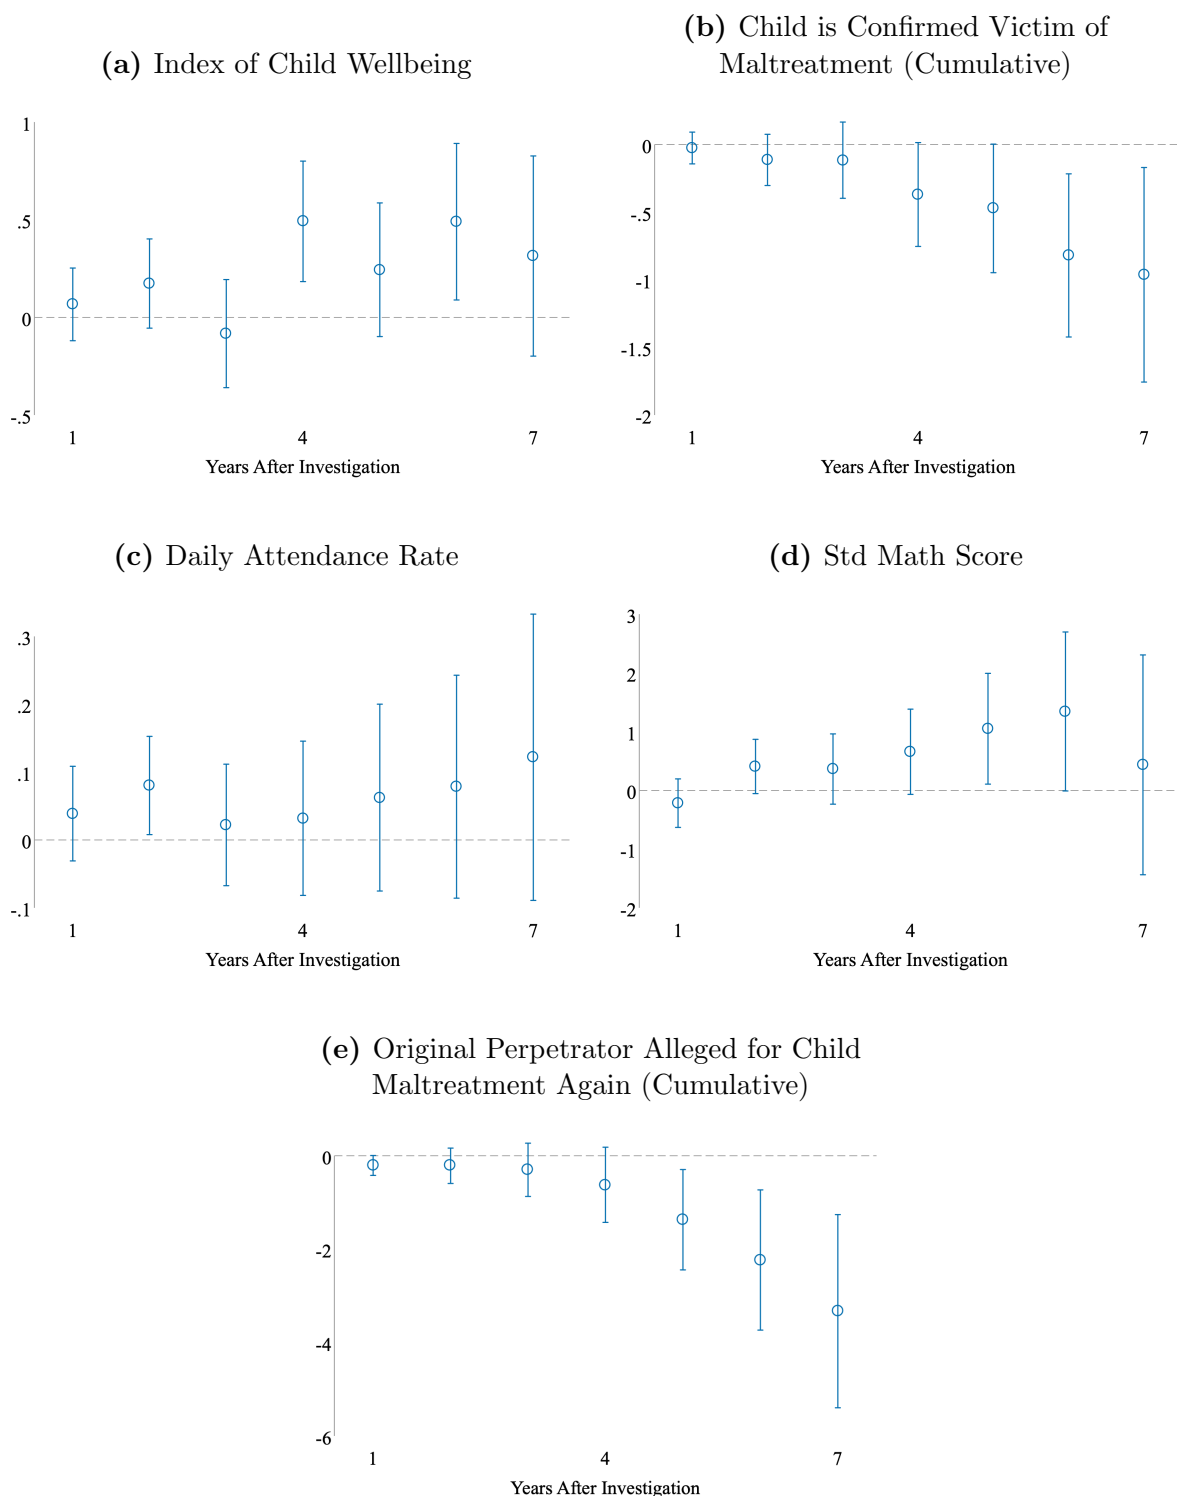 (a) Index of Child Wellbeing
1
.5
0
-.5
1 4 7
Years After Investigation
(b) Child is Confirmed Victim of
Maltreatment (Cumulative)
0
-.5
-1
-1.5
-2
1 4 7
Years After Investigation
(c) Daily Attendance Rate
.3
.2
.1
0
-.1
1 4 7
Years After Investigation
(d) Std Math Score
3
2
1
0
-1
-2
1 4 7
Years After Investigation
(e) Original Perpetrator Alleged for Child
Maltreatment Again (Cumulative)
0
-2
-4
-6
1 4 7
Years After Investigation